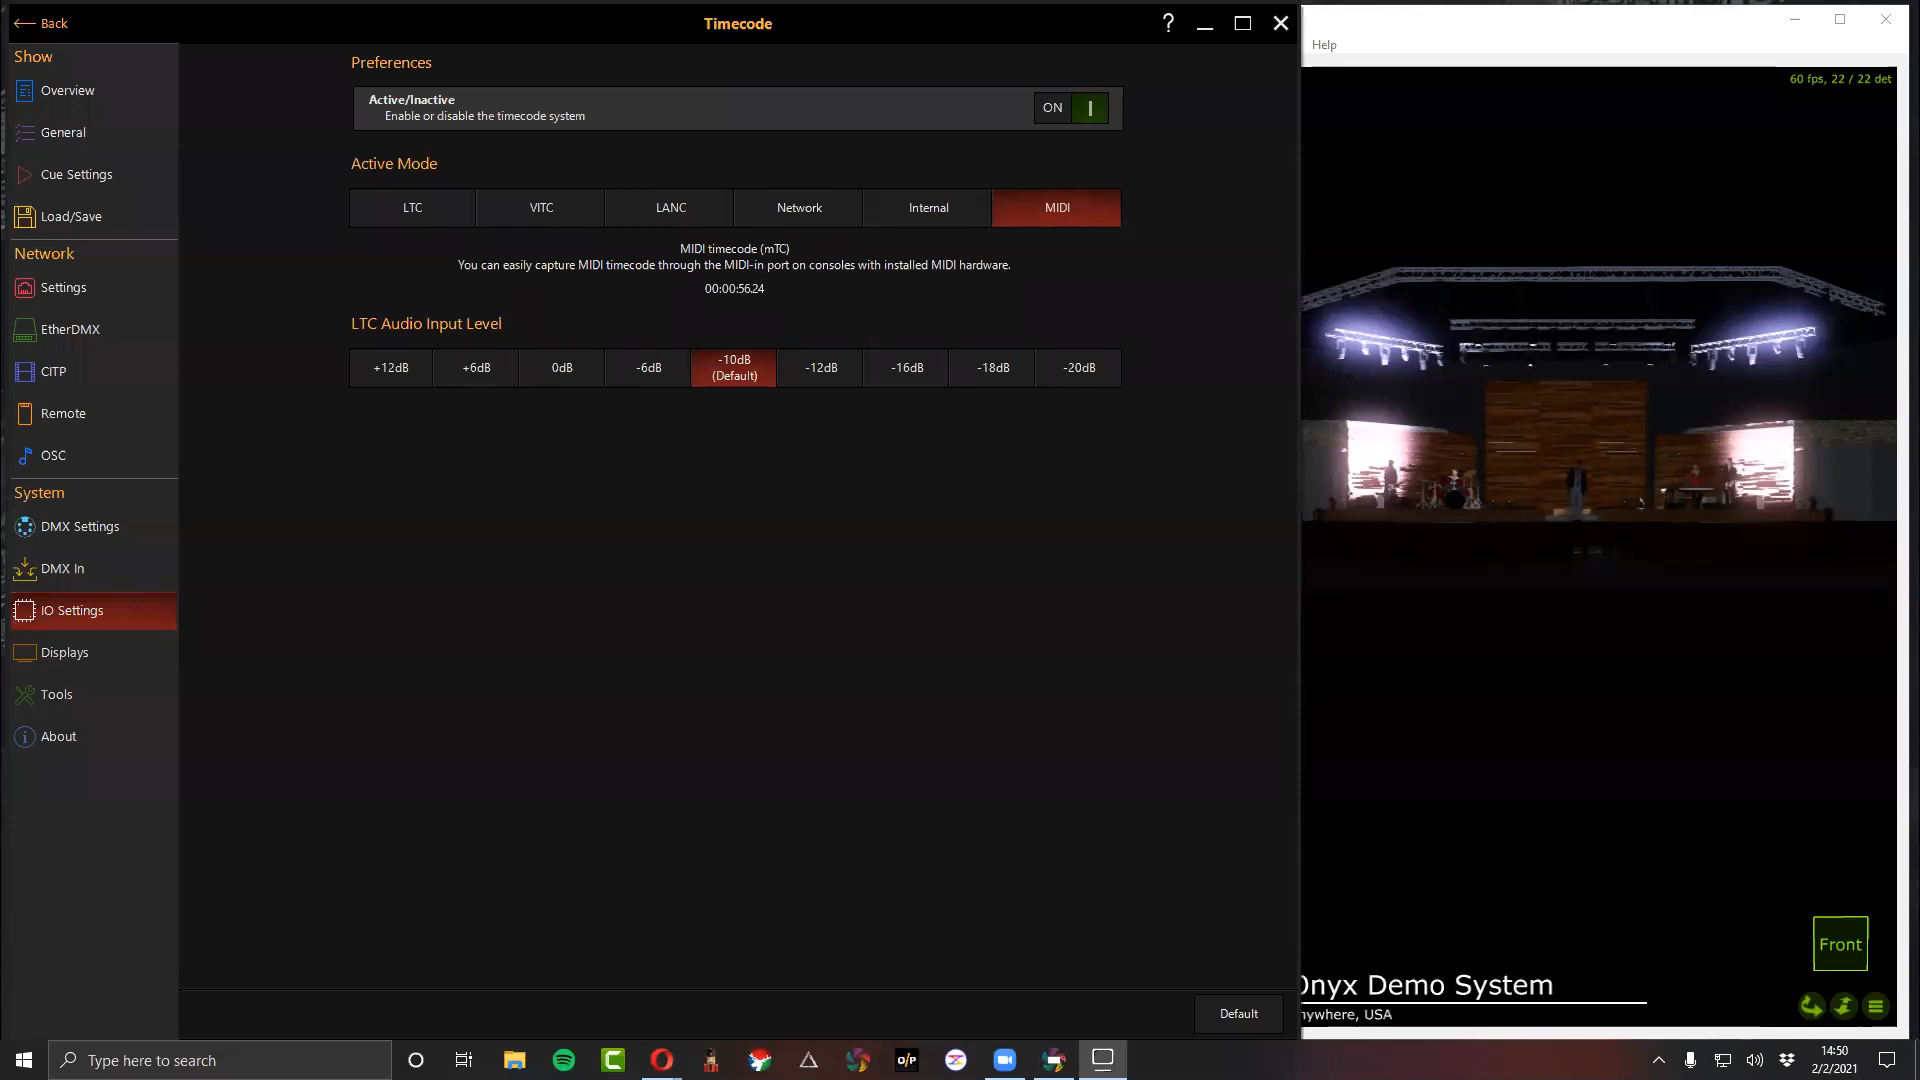 Back
Timecode
?
Help
Show
Overview
General
Cue Settings
Load/Save
Network
Settings
EtherDMX
CITP
Remote
OSC
System
DMX Settings
DMX In
IO Settings
Displays
Tools
About
Preferences
Active/Inactive
Enable or disable the timecode system
ON
Active Mode
LTC
VITC
LANC
Network
Internal
MIDI
MIDI timecode (mTC)
You can easily capture MIDI timecode through the MIDI-in port on consoles with installed MIDI hardware.
00:00:56.24
LTC Audio Input Level
+12dB
+6dB
0dB
-6dB
-10dB
(Default)
-12dB
-16dB
-18dB
-20dB
Default
60 fps, 22 / 22 det
Front
Onyx Demo System
nywhere, USA
Type here to search
o/p
14:50
2/2/2021